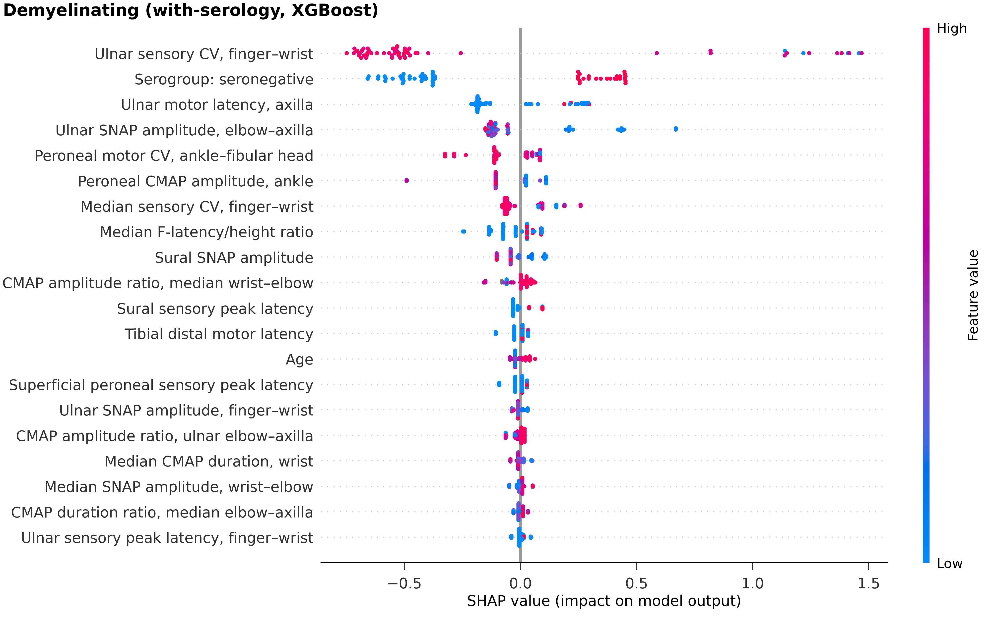 Demyelinating (with-serology, XGBoost)
High
Ulnar sensory CV, finger–wrist
Serogroup: seronegative
Ulnar motor latency, axilla
Ulnar SNAP amplitude, elbow–axilla
Peroneal motor CV, ankle–fibular head
Peroneal CMAP amplitude, ankle
Median sensory CV, finger–wrist
Median F-latency/height ratio
Sural SNAP amplitude
CMAP amplitude ratio, median wrist–elbow
Sural sensory peak latency
Tibial distal motor latency
Age
Superficial peroneal sensory peak latency
Ulnar SNAP amplitude, finger–wrist
CMAP amplitude ratio, ulnar elbow–axilla
Median CMAP duration, wrist
Median SNAP amplitude, wrist–elbow
CMAP duration ratio, median elbow–axilla
Ulnar sensory peak latency, finger–wrist
Feature value
Low
−0.5 0.0 0.5 1.0 1.5
SHAP value (impact on model output)